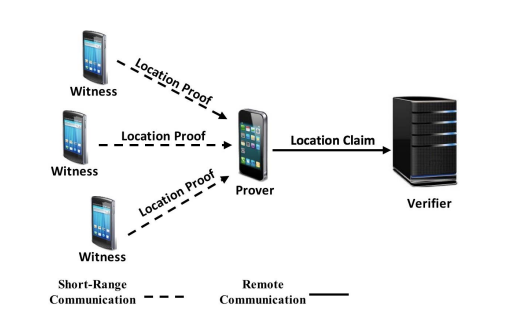 Location Proof
Witness
Location Proof
Location Claim
Witness
Prover
Verifier
Location Proof
Witness
Short-Range
Communication
Remote
Communication